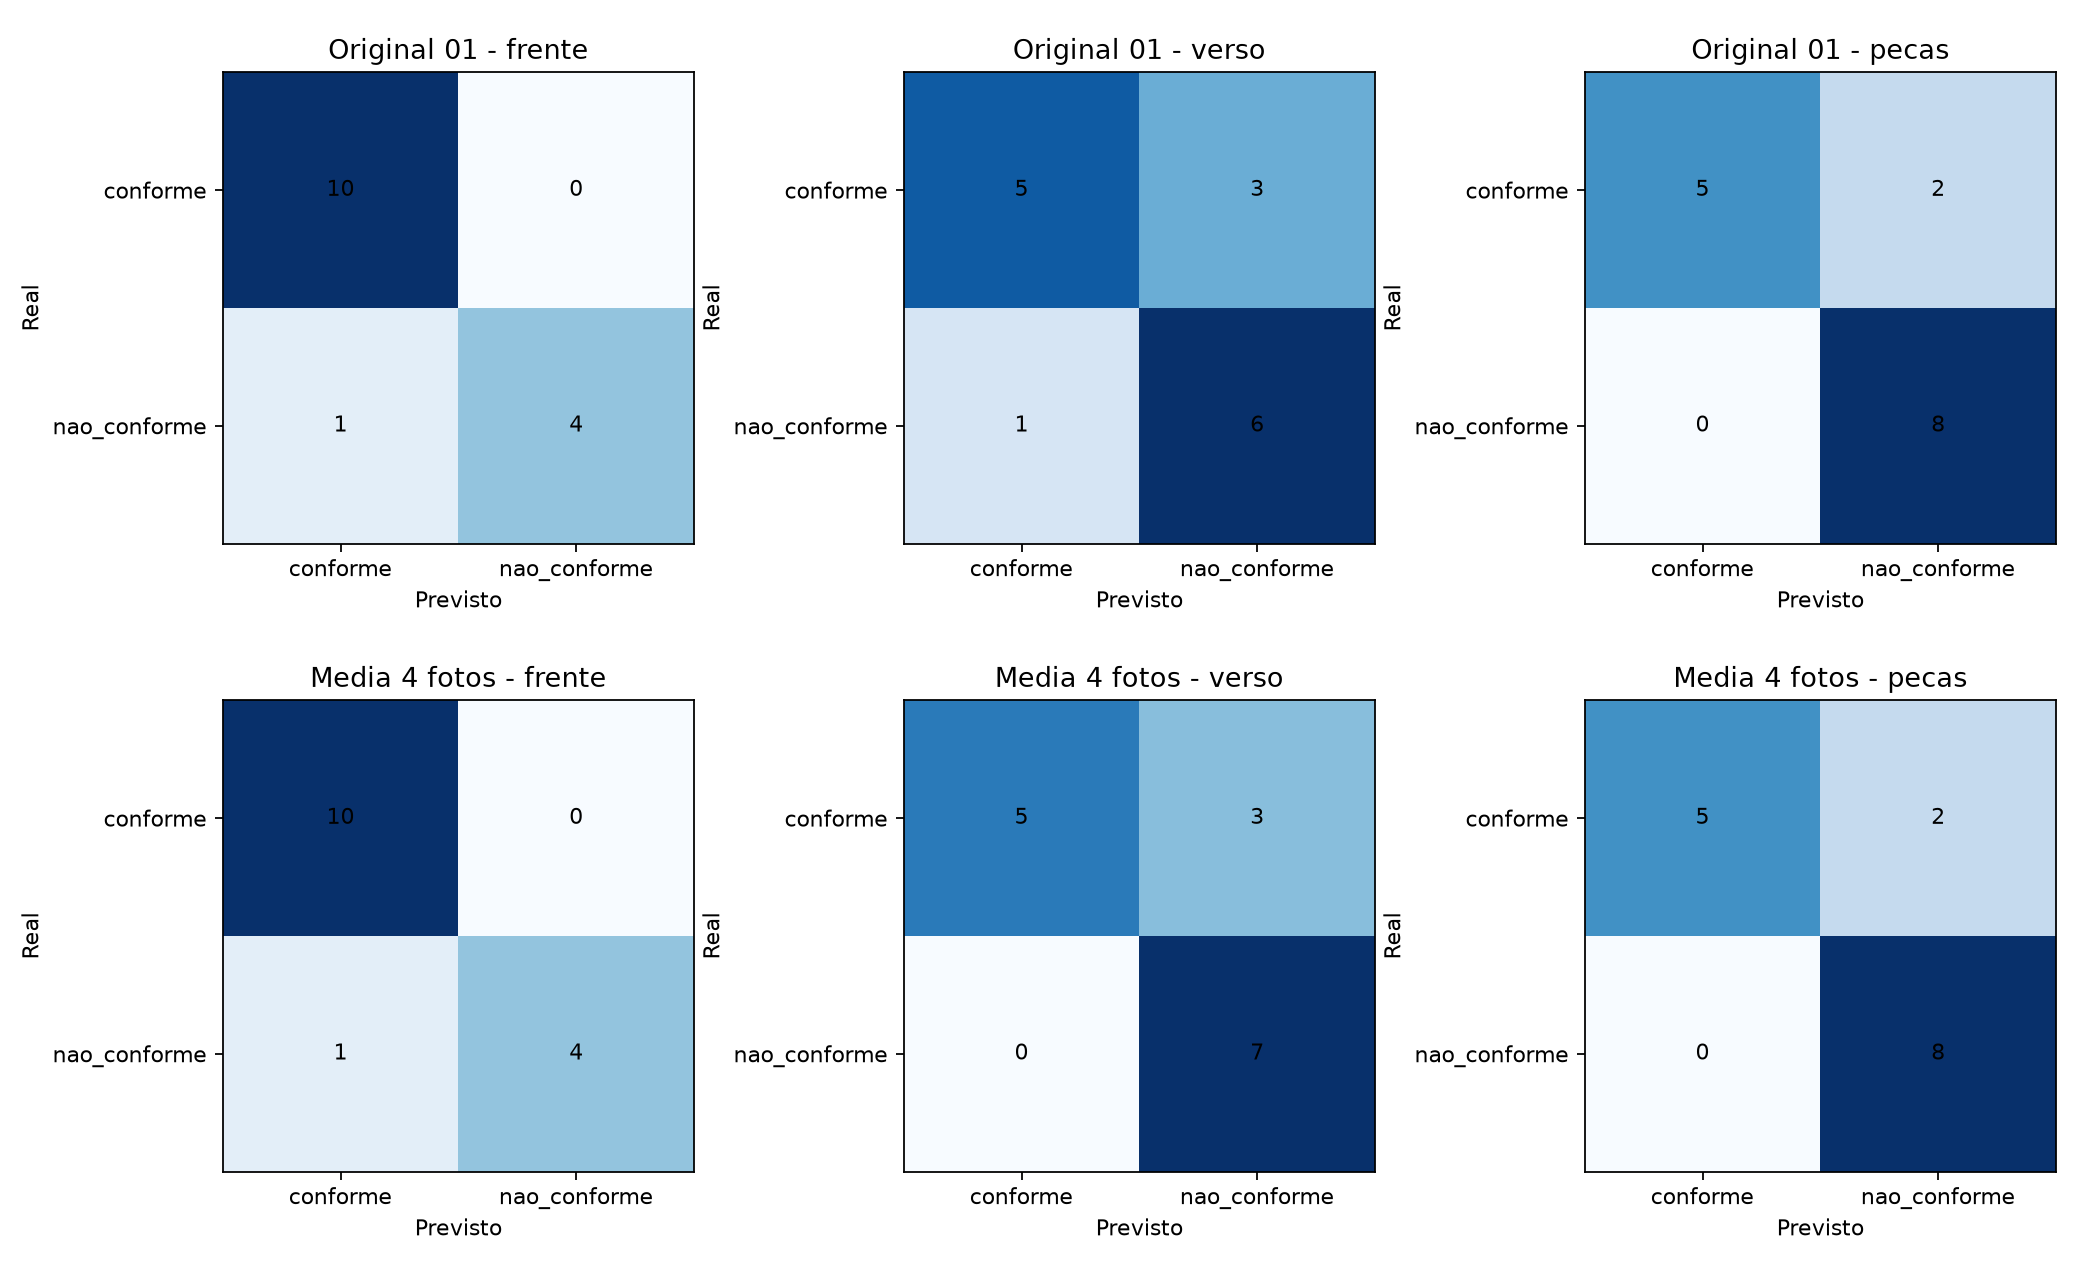 Original 01 - frente
Real
conforme
10
0
nao_conforme
1
4
conforme
nao_conforme
Previsto
Original 01 - verso
Real
conforme
5
3
nao_conforme
1
6
conforme
nao_conforme
Previsto
Original 01 - pecas
Real
conforme
5
2
nao_conforme
0
8
conforme
nao_conforme
Previsto
Media 4 fotos - frente
Real
conforme
10
0
nao_conforme
1
4
conforme
nao_conforme
Previsto
Media 4 fotos - verso
Real
conforme
5
3
nao_conforme
0
7
conforme
nao_conforme
Previsto
Media 4 fotos - pecas
Real
conforme
5
2
nao_conforme
0
8
conforme
nao_conforme
Previsto